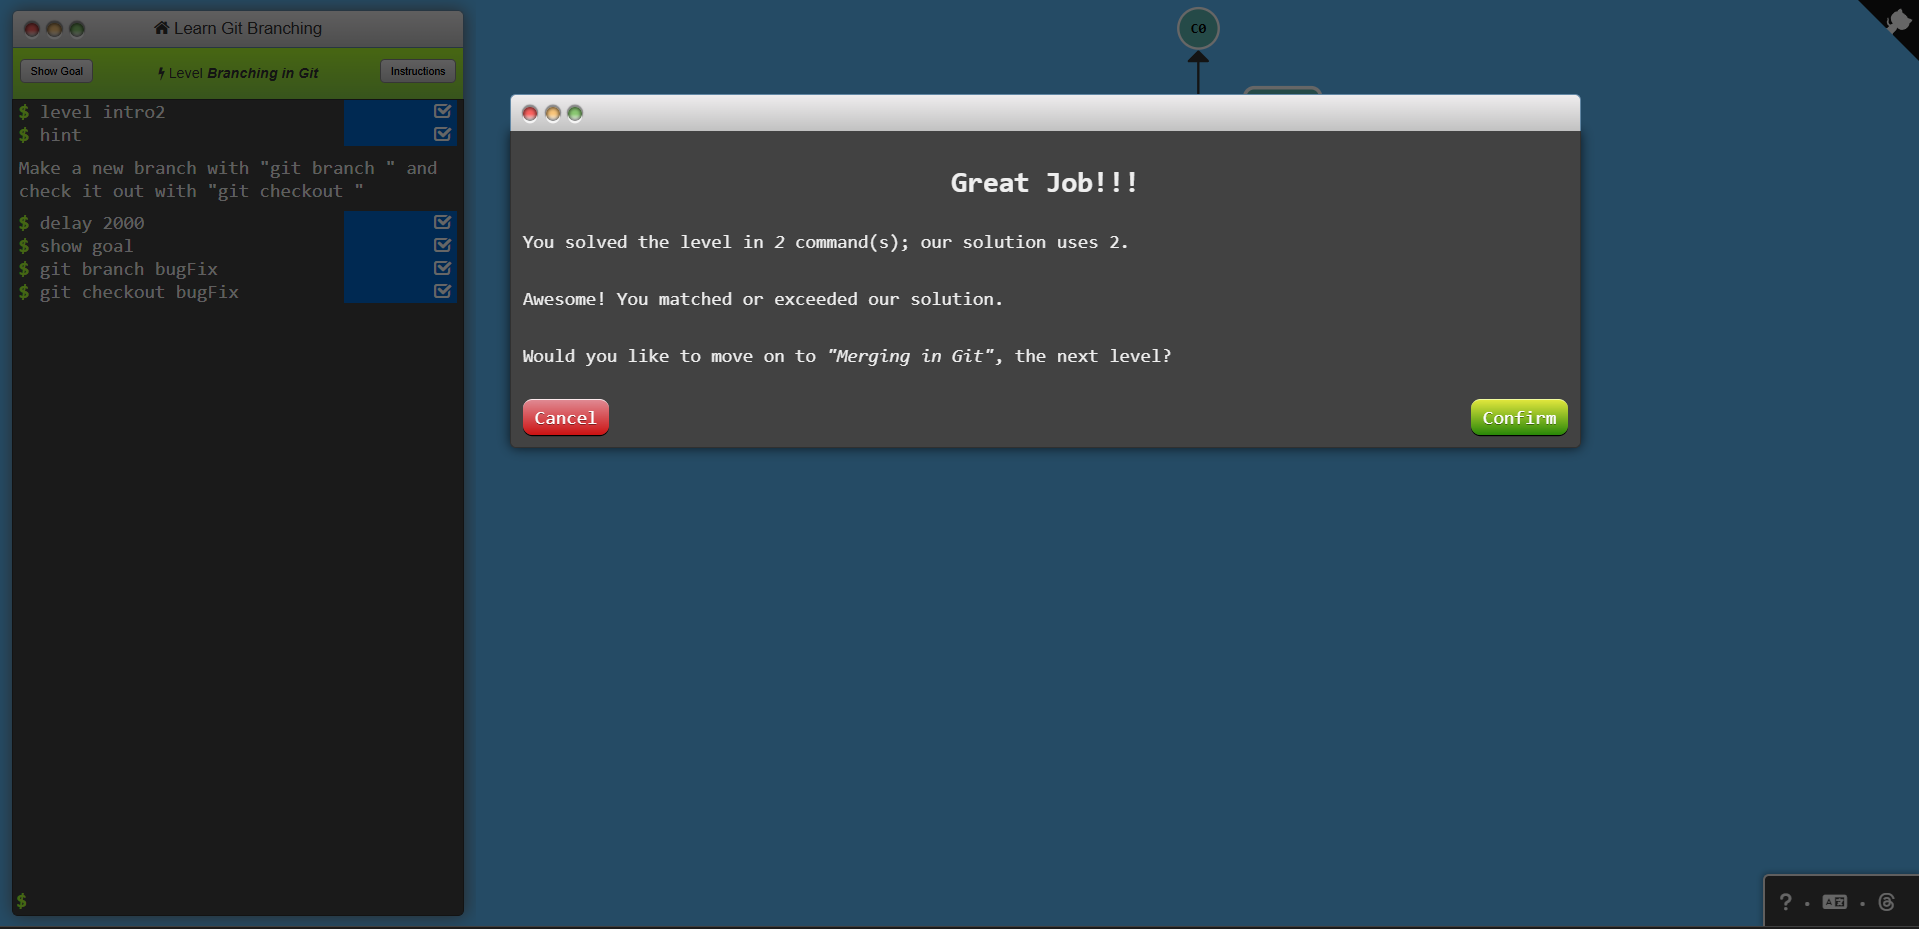 Learn Git Branching
Show Goal
Level Branching in Git
Instructions
$ level intro2
$ hint
Make a new branch with "git branch " and
check it out with "git checkout "
$ delay 2000
$ show goal
$ git branch bugFix
$ git checkout bugFix
$
C0
Great Job!!!
You solved the level in 2 command(s); our solution uses 2.
Awesome! You matched or exceeded our solution.
Would you like to move on to "Merging in Git", the next level?
Cancel
Confirm
?